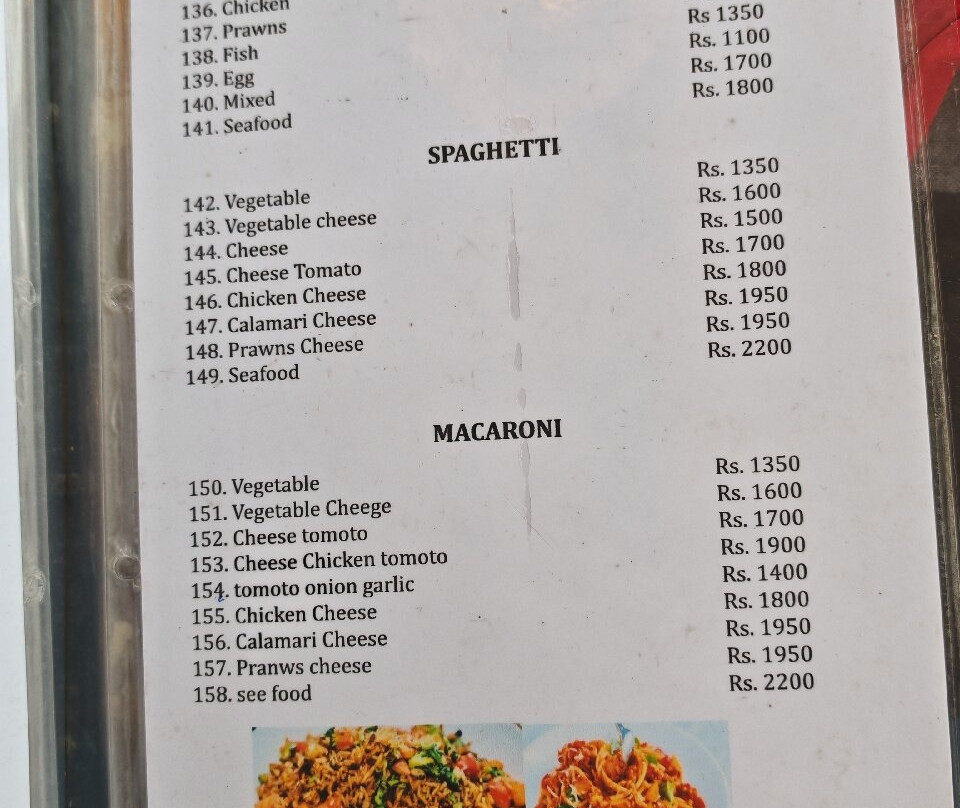 136. Chicken
137. Prawns
138. Fish Rs 1350
139. Egg Rs. 1100
140. Mixed Rs. 1700
141. Seafood Rs. 1800
SPAGHETTI
142. Vegetable Rs. 1350
143. Vegetable cheese Rs. 1600
144. Cheese Rs. 1500
145. Cheese Tomato Rs. 1700
146. Chicken Cheese Rs. 1800
147. Calamari Cheese Rs. 1950
148. Prawns Cheese Rs. 1950
149. Seafood Rs. 2200
MACARONI
150. Vegetable Rs. 1350
151. Vegetable Cheege Rs. 1600
152. Cheese tomoto Rs. 1700
153. Cheese Chicken tomoto Rs. 1900
154. tomoto onion garlic Rs. 1400
155. Chicken Cheese Rs. 1800
156. Calamari Cheese Rs. 1950
157. Pranws cheese Rs. 1950
158. see food Rs. 2200